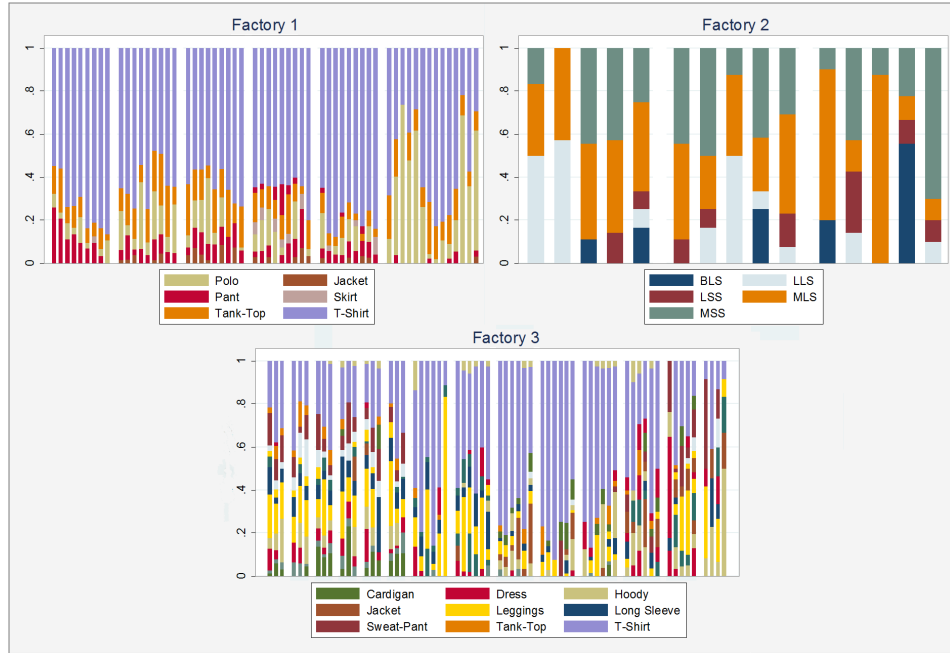 Factory 1
1
.8
.6
.4
.2
0
Polo Jacket
Pant Skirt
Tank-Top T-Shirt
Factory 2
1
.8
.6
.4
.2
0
BLS LLS
LSS MLS
MSS
Factory 3
1
.8
.6
.4
.2
0
Cardigan Dress Hoody
Jacket Leggings Long Sleeve
Sweat-Pant Tank-Top T-Shirt